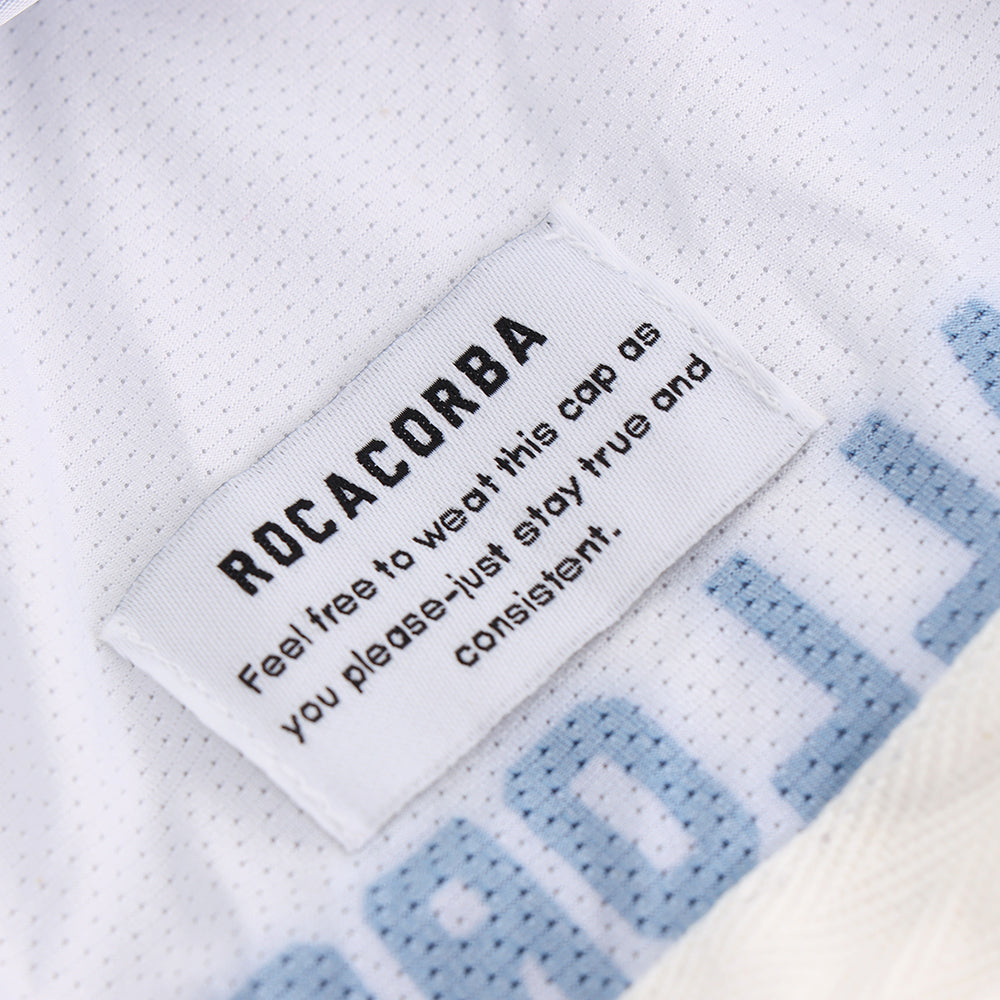 ROCACORBA
Feel free to weat this cap as
you please-just stay true and
consistent.